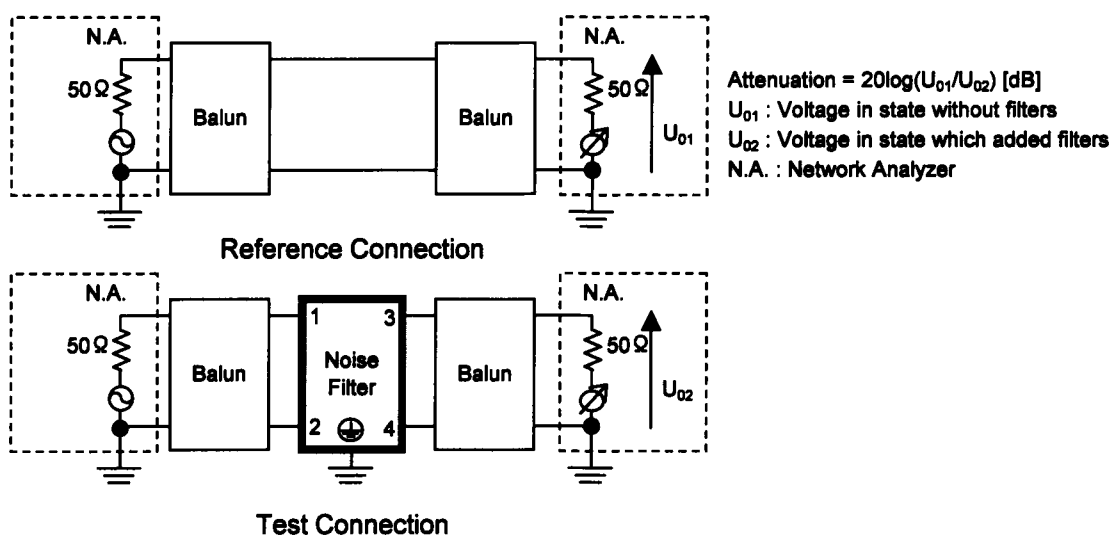 N.A.
50Ω
Balun
Balun
N.A.
50Ω
U₀₁
Attenuation = 20log(U₀₁/U₀₂) [dB]
U₀₁ : Voltage in state without filters
U₀₂ : Voltage in state which added filters
N.A. : Network Analyzer
Reference Connection
N.A.
50Ω
Balun
1 3
Noise
Filter
2 4
Balun
N.A.
50Ω
U₀₂
Test Connection